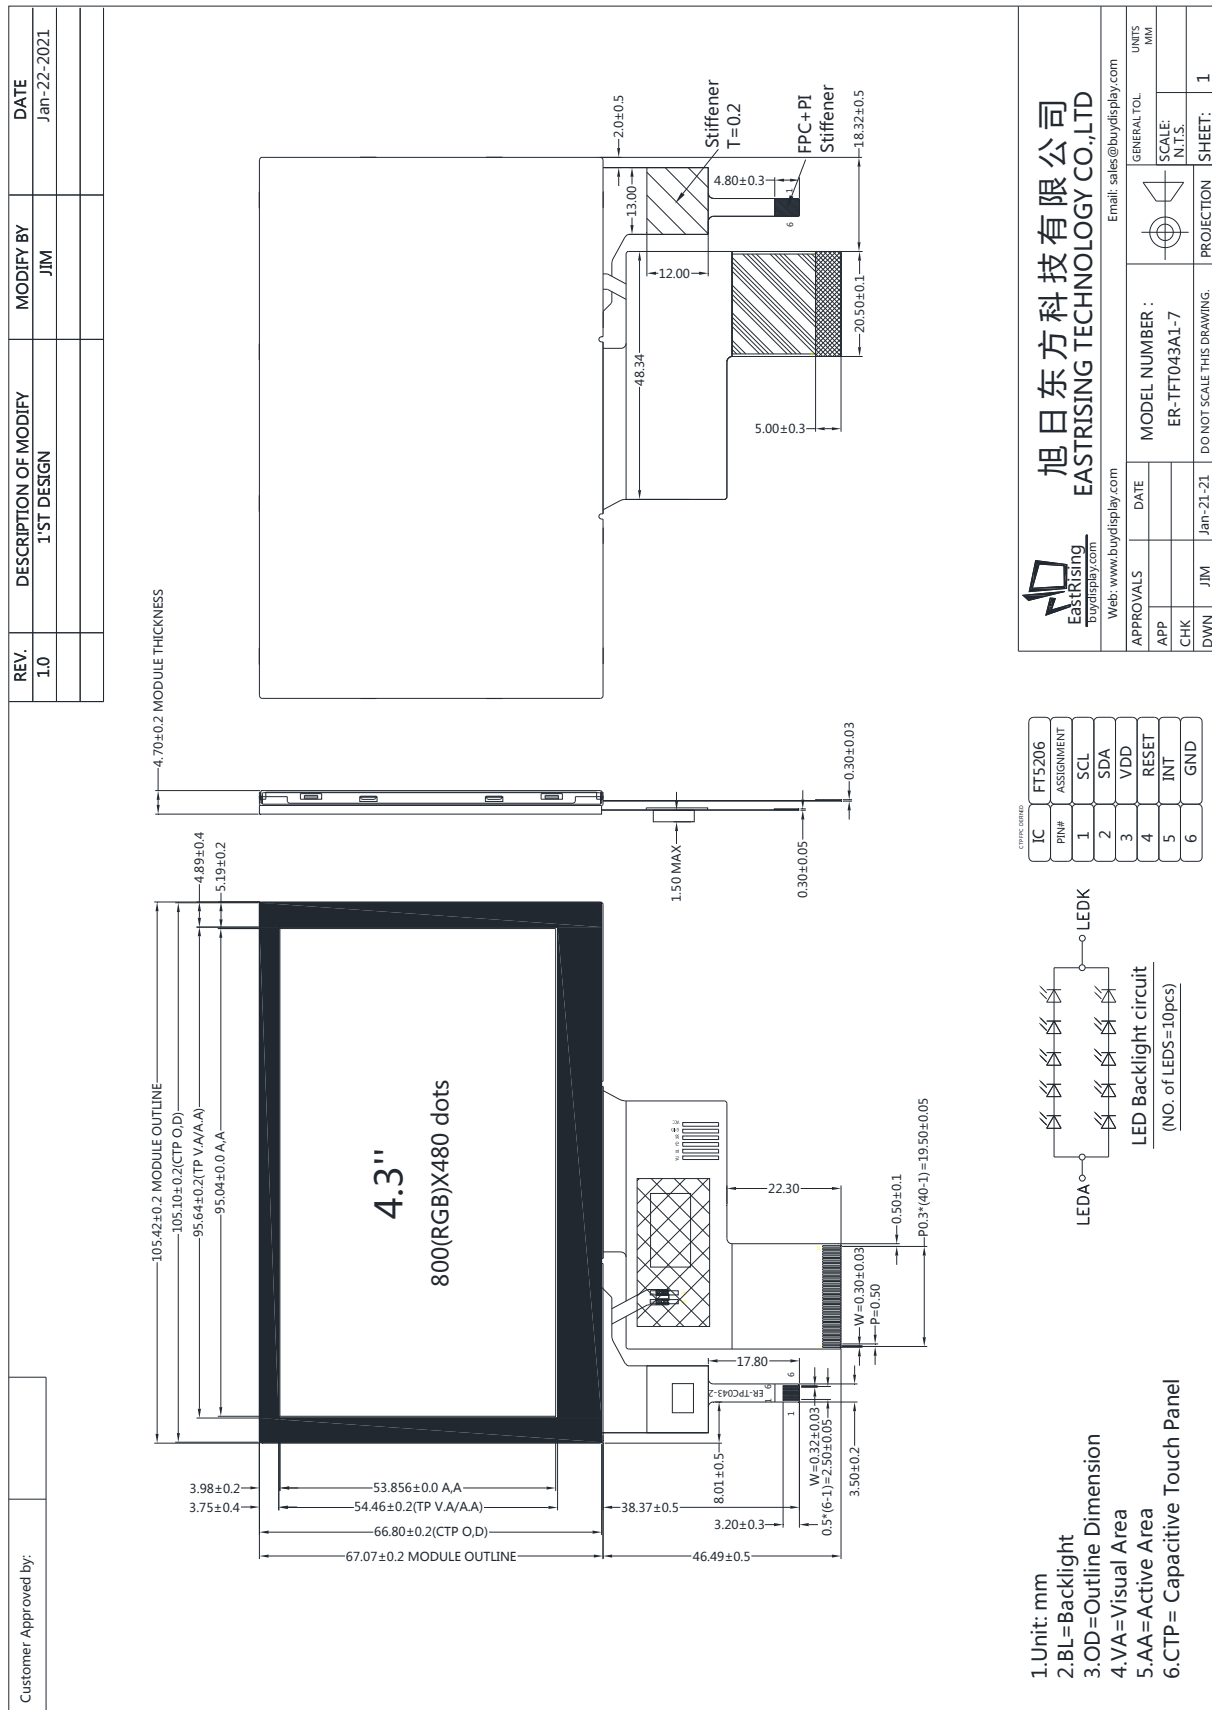 Customer Approved by:
REV.
DESCRIPTION OF MODIFY
MODIFY BY
DATE
1.0
1'ST DESIGN
JIM
Jan-22-2021
105.42±0.2 MODULE OUTLINE
105.10±0.2(CTP O,D)
95.64±0.2(TP V.A/A.A)
95.04±0.0 A,A
4.89±0.4
5.19±0.2
3.98±0.2
3.75±0.4
53.856±0.0 A,A
54.46±0.2(TP V.A/A.A)
66.80±0.2(CTP O,D)
67.07±0.2 MODULE OUTLINE
4.3"
800(RGB)X480 dots
38.37±0.5
46.49±0.5
8.01±0.5
3.20±0.3
W=0.32±0.03
0.5*(6-1)=2.50±0.05
3.50±0.2
17.80
ER-TPC043-2
1
6
1
6
22.30
W=0.30±0.03
P=0.50
0.50±0.1
P0.3*(40-1)=19.50±0.05
4.70±0.2 MODULE THICKNESS
1.50 MAX
0.30±0.05
0.30±0.03
2.0±0.5
13.00
12.00
48.34
4.80±0.3
1
6
Stiffener
T=0.2
FPC+PI
Stiffener
18.32±0.5
20.50±0.1
5.00±0.3
1.Unit: mm
2.BL=Backlight
3.OD=Outline Dimension
4.VA=Visual Area
5.AA=Active Area
6.CTP= Capacitive Touch Panel
LEDA
LEDK
LED Backlight circuit
(NO. of LEDS=10pcs)
IC FT5206
PIN# ASSIGNMENT
1 SCL
2 SDA
3 VDD
4 RESET
5 INT
6 GND
EastRising
buydisplay.com
旭日东方科技有限公司
EASTRISING TECHNOLOGY CO.,LTD
Web: www.buydisplay.com
Email: sales@buydisplay.com
APPROVALS
DATE
APP
CHK
DWN
JIM
Jan-21-21
MODEL NUMBER :
ER-TFT043A1-7
DO NOT SCALE THIS DRAWING.
PROJECTION
GENERAL TOL.
UNITS
MM
SCALE:
N.T.S.
SHEET:
1